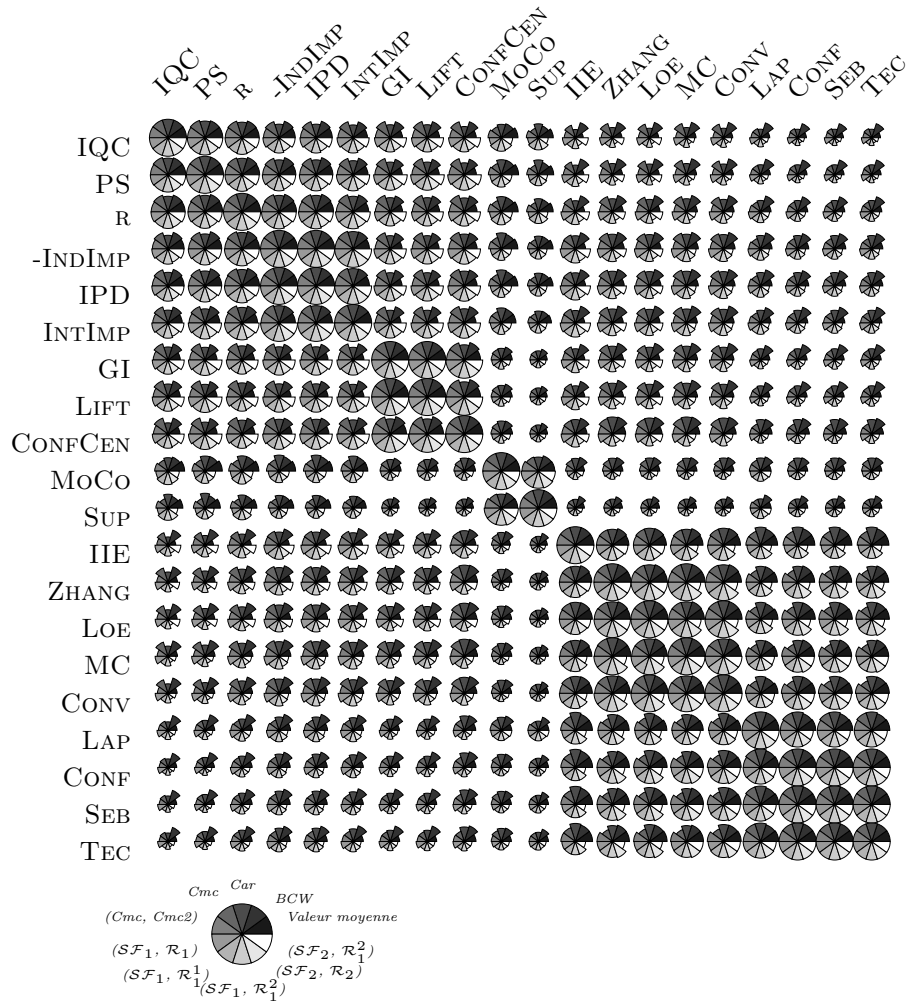 IQC PS R -INDIMP IPD INTIMP GI LIFT CONFCEN MOCO SUP IIE ZHANG LOE MC CONV LAP CONF SEB TEC
IQC
PS
R
-INDIMP
IPD
INTIMP
GI
LIFT
CONFCEN
MOCO
SUP
IIE
ZHANG
LOE
MC
CONV
LAP
CONF
SEB
TEC
Cmc Car BCW
(Cmc, Cmc2) Valeur moyenne
(SF₁, R₁) (SF₂, R₁²)
(SF₁, R₁¹) (SF₂, R₂)
(SF₁, R₁²)